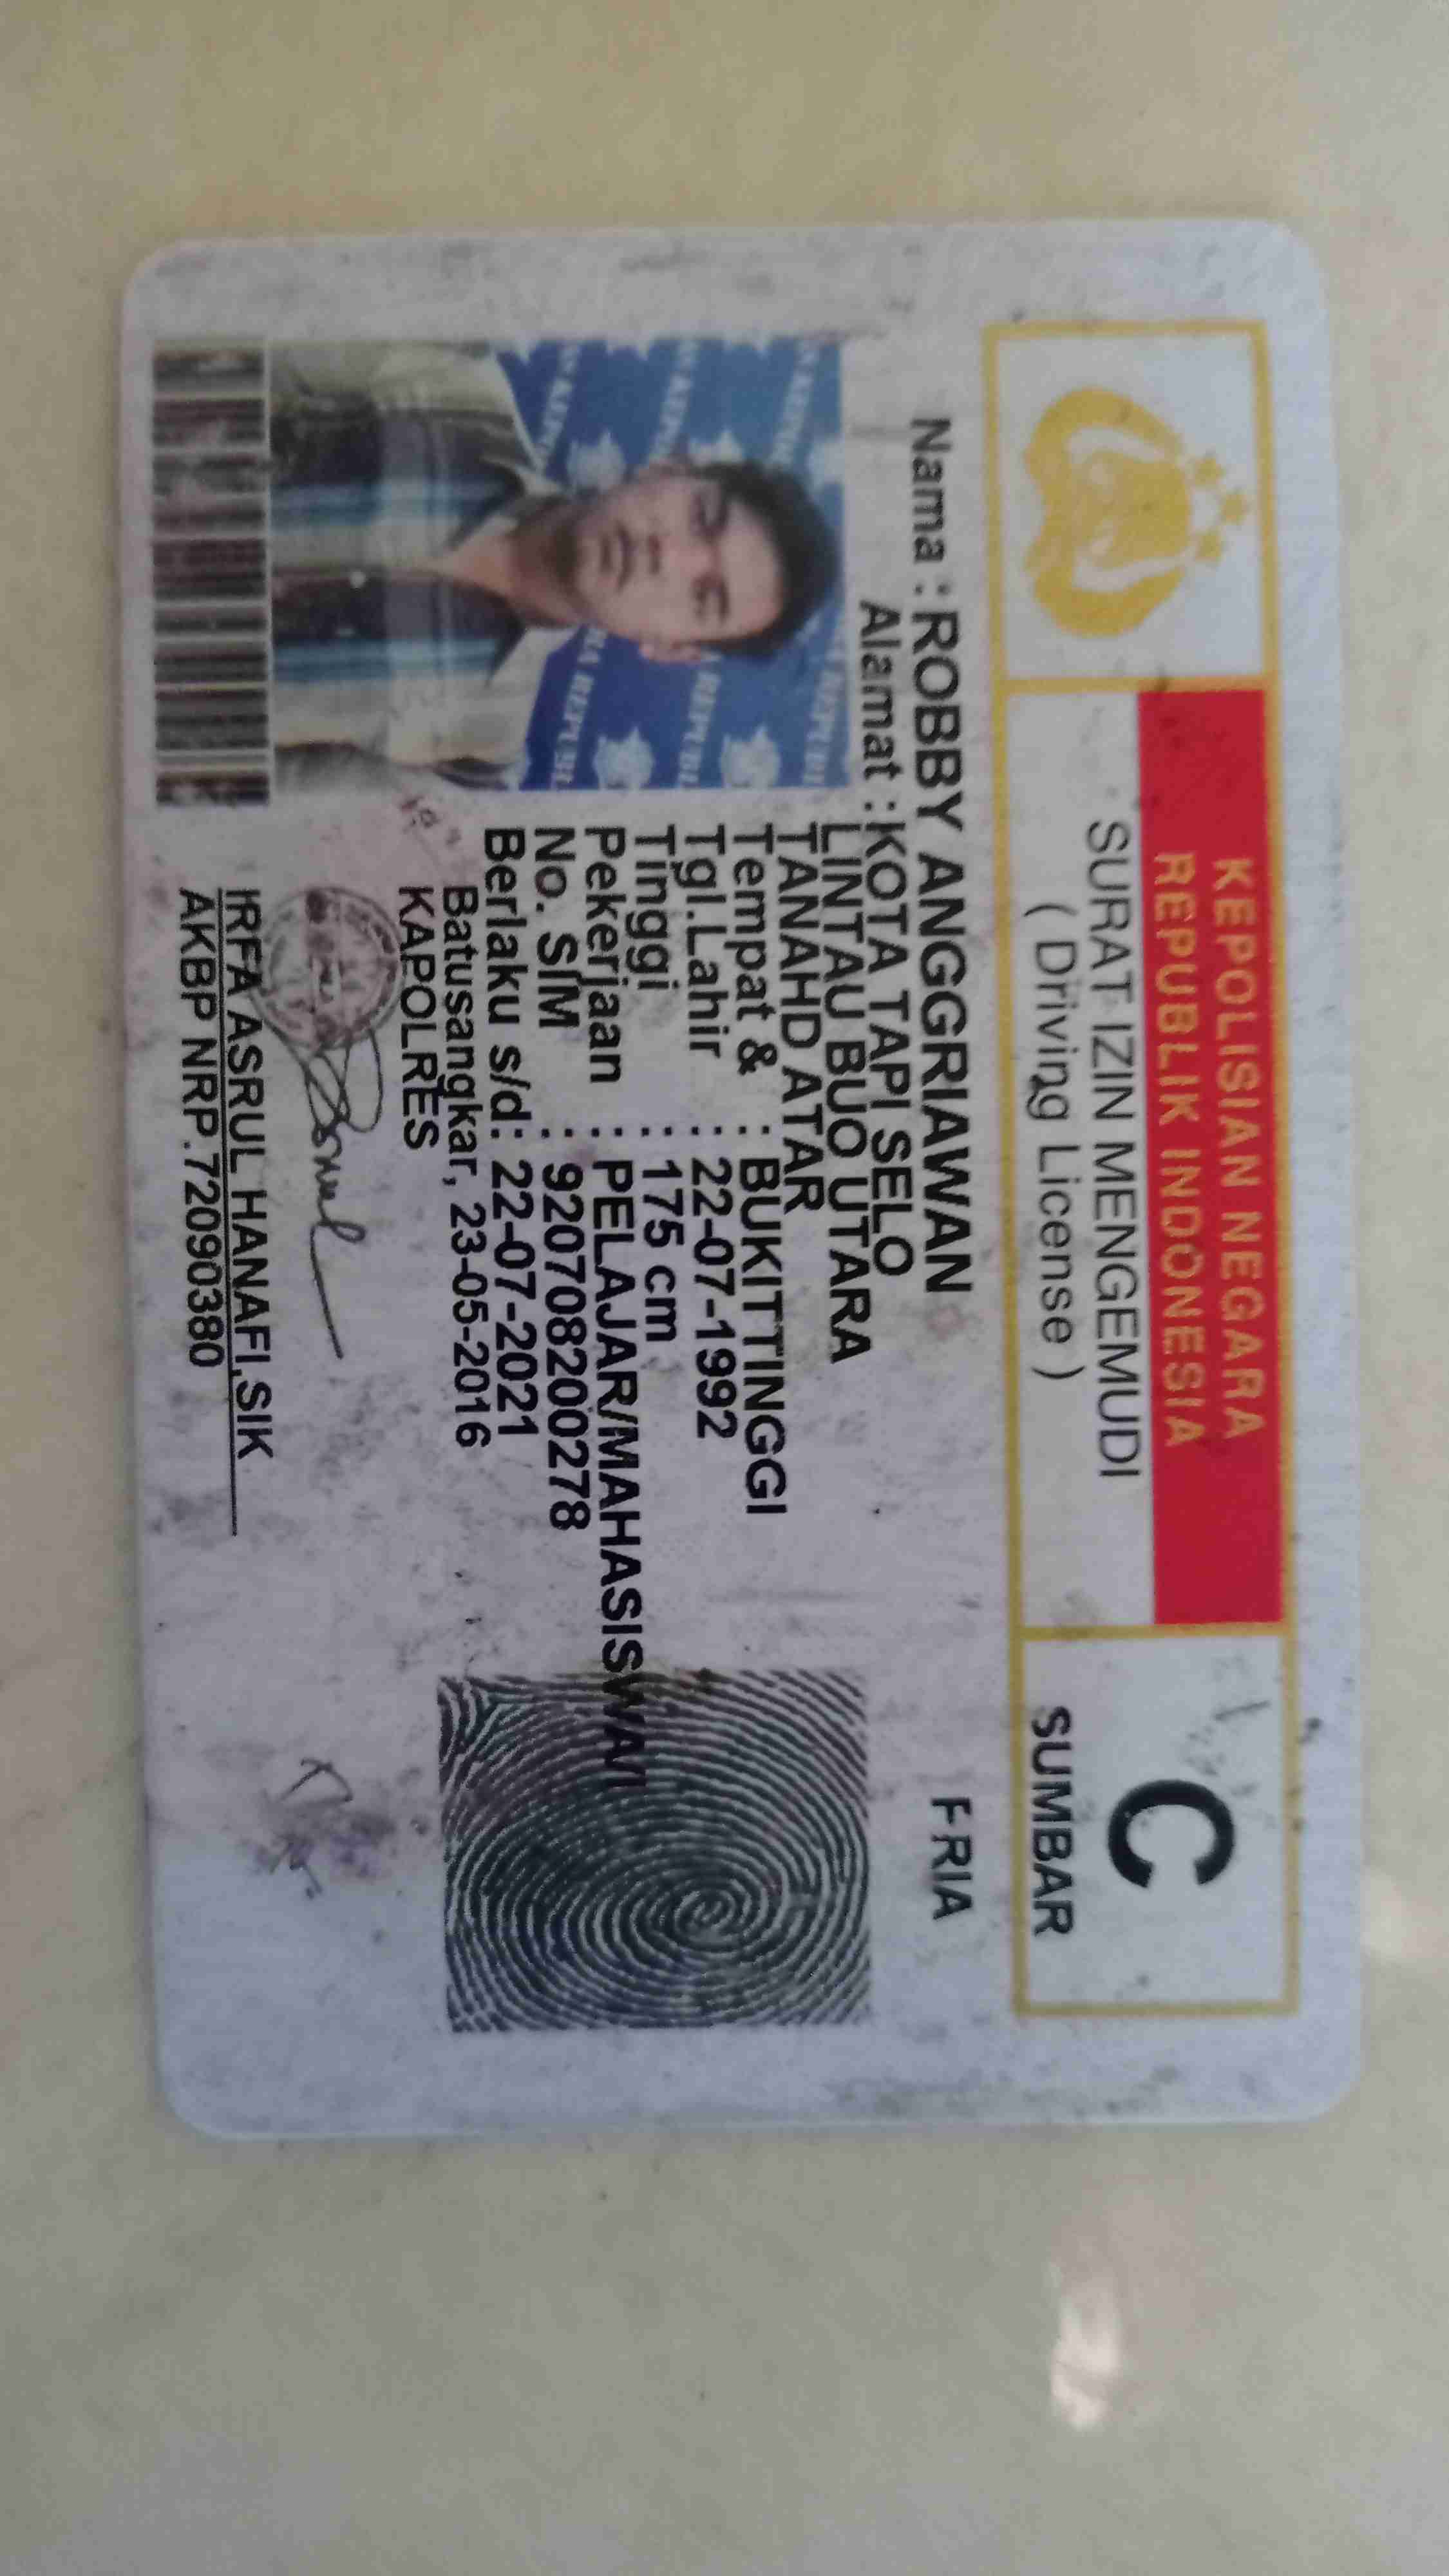 KEPOLISIAN NEGARA
REPUBLIK INDONESIA
SURAT IZIN MENGEMUDI
( Driving License )
C
SUMBAR
Nama : ROBBY ANGGRIAWAN
Alamat : KOTA TAPI SELO
LINTAU BUO UTARA
TANAHD ATAR
Tempat & : BUKITTINGGI
Tgl.Lahir : 22-07-1992
Tinggi : 175 cm
Pekerjaan : PELAJAR/MAHASISWA/I
No. SIM : 920708200278
Berlaku s/d: 22-07-2021
Batusangkar, 23-05-2016
KAPOLRES
IRFA ASRUL HANAFI,SIK
AKBP NRP.72090380